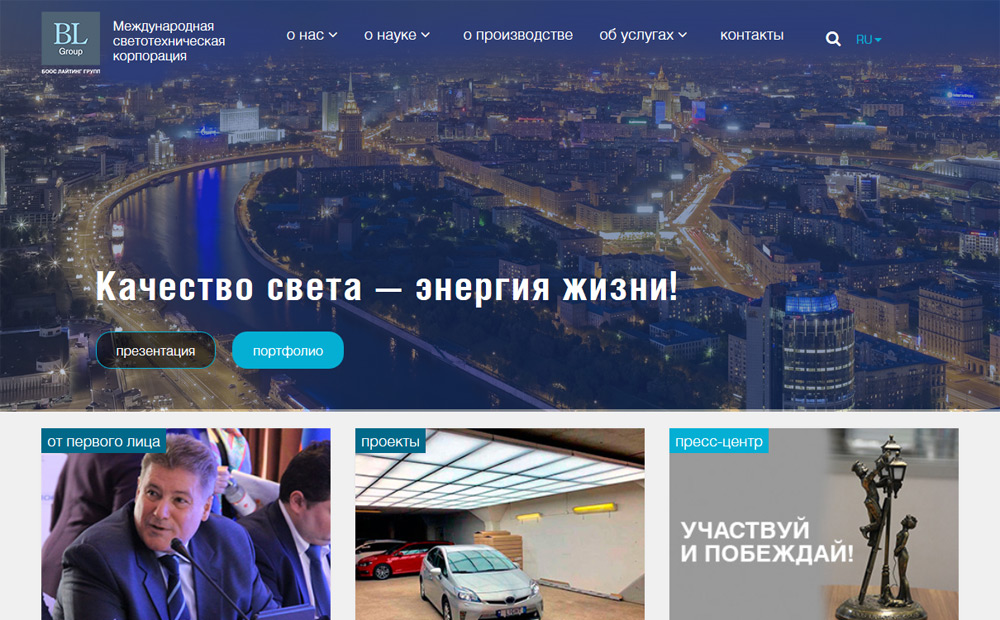 BL
Group
БООС ЛАЙТИНГ ГРУПП
Международная
светотехническая
корпорация
о нас
о науке
о производстве
об услугах
контакты
RU
Качество света — энергия жизни!
презентация
портфолио
от первого лица
проекты
пресс-центр
УЧАСТВУЙ
И ПОБЕЖДАЙ!